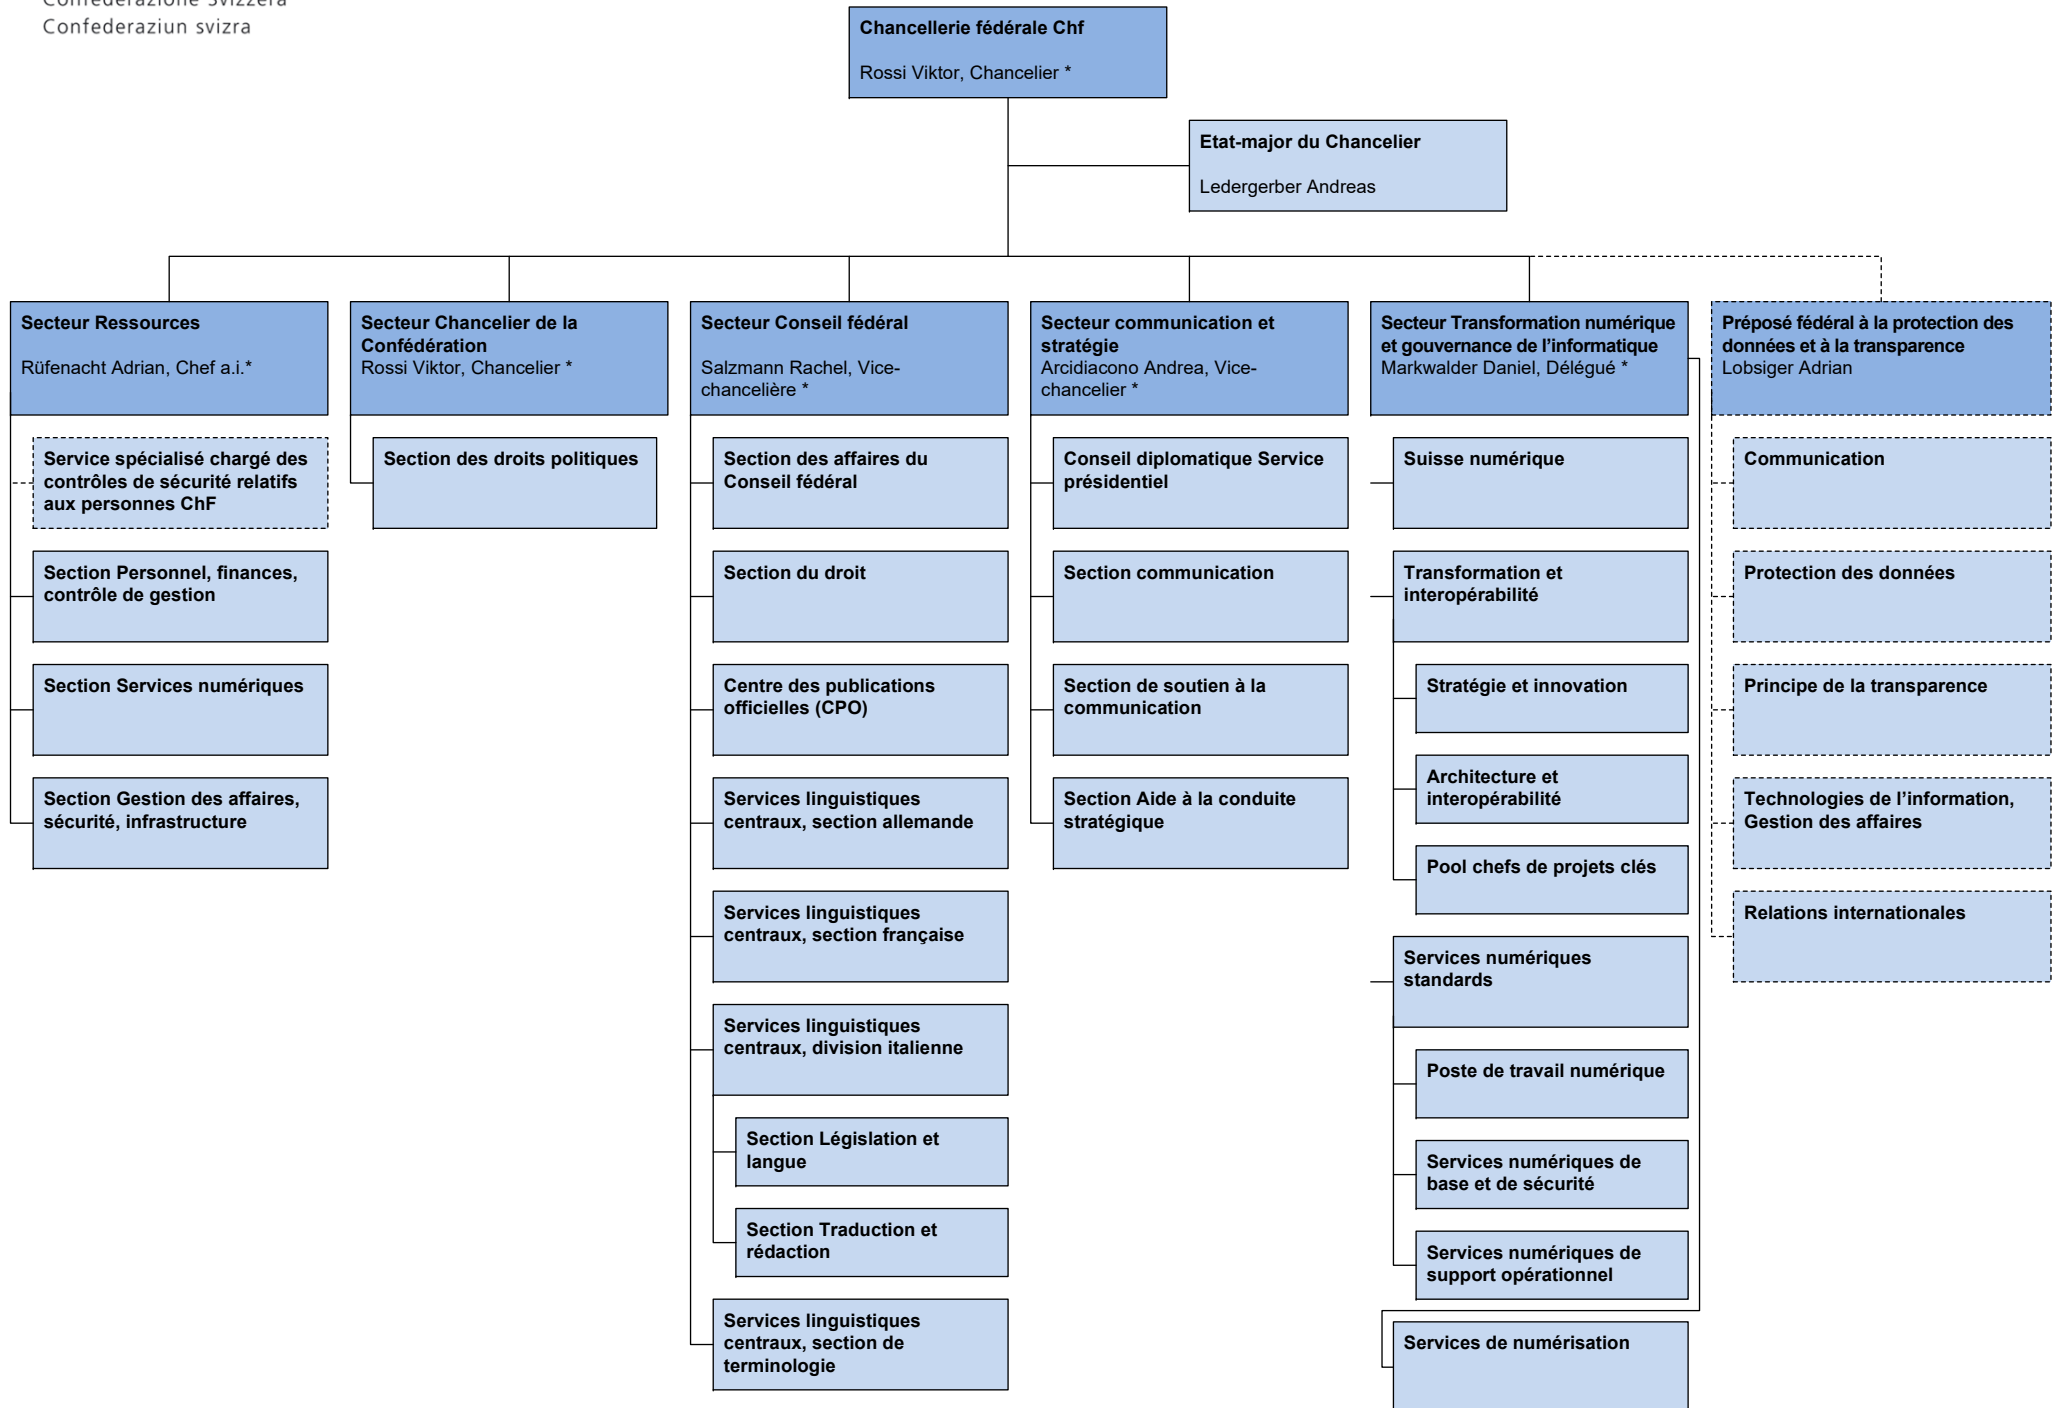 Confederazione Svizzera
Confederaziun svizra
Chancellerie fédérale Chf
Rossi Viktor, Chancelier *
Etat-major du Chancelier
Ledergerber Andreas
Secteur Ressources
Rüfenacht Adrian, Chef a.i.*
Service spécialisé chargé des
contrôles de sécurité relatifs
aux personnes ChF
Section Personnel, finances,
contrôle de gestion
Section Services numériques
Section Gestion des affaires,
sécurité, infrastructure
Secteur Chancelier de la
Confédération
Rossi Viktor, Chancelier *
Section des droits politiques
Secteur Conseil fédéral
Salzmann Rachel, Vice-
chancelière *
Section des affaires du
Conseil fédéral
Section du droit
Centre des publications
officielles (CPO)
Services linguistiques
centraux, section allemande
Services linguistiques
centraux, section française
Services linguistiques
centraux, division italienne
Section Législation et
langue
Section Traduction et
rédaction
Services linguistiques
centraux, section de
terminologie
Secteur communication et
stratégie
Arcidiacono Andrea, Vice-
chancelier *
Conseil diplomatique Service
présidentiel
Section communication
Section de soutien à la
communication
Section Aide à la conduite
stratégique
Secteur Transformation numérique
et gouvernance de l’informatique
Markwalder Daniel, Délégué *
Suisse numérique
Transformation et
interopérabilité
Stratégie et innovation
Architecture et
interopérabilité
Pool chefs de projets clés
Services numériques
standards
Poste de travail numérique
Services numériques de
base et de sécurité
Services numériques de
support opérationnel
Services de numérisation
Préposé fédéral à la protection des
données et à la transparence
Lobsiger Adrian
Communication
Protection des données
Principe de la transparence
Technologies de l’information,
Gestion des affaires
Relations internationales